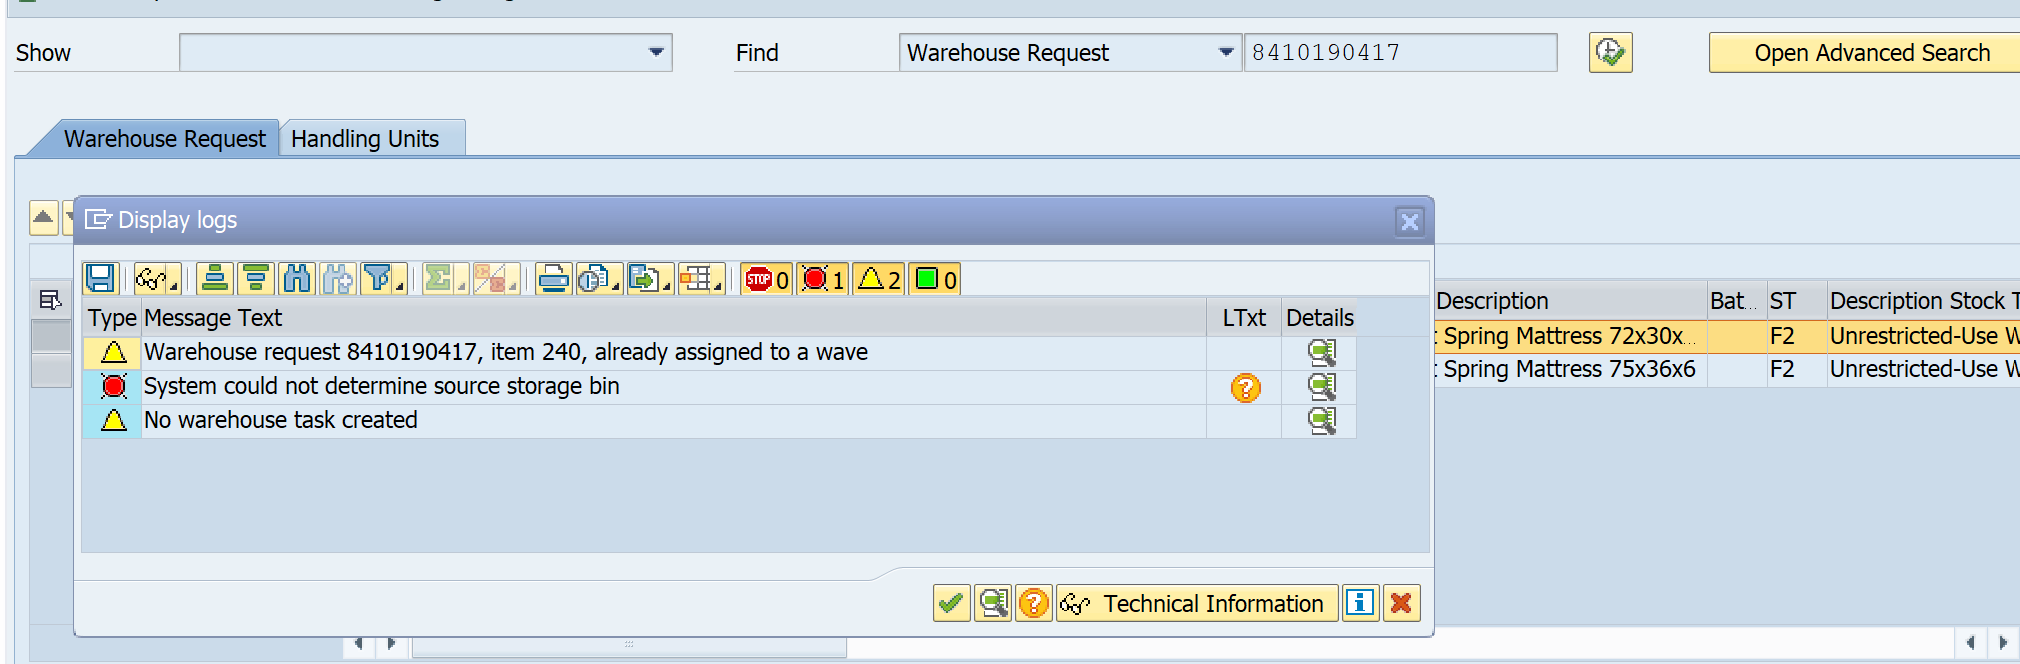 Show
Find Warehouse Request 8410190417 Open Advanced Search
Warehouse Request Handling Units
Display logs
STOP 0 1 2 0
Type Message Text LTxt Details
Warehouse request 8410190417, item 240, already assigned to a wave
System could not determine source storage bin
No warehouse task created
Technical Information
Description Bat... ST Description Stock T
Spring Mattress 72x30x... F2 Unrestricted-Use W
Spring Mattress 75x36x6 F2 Unrestricted-Use W